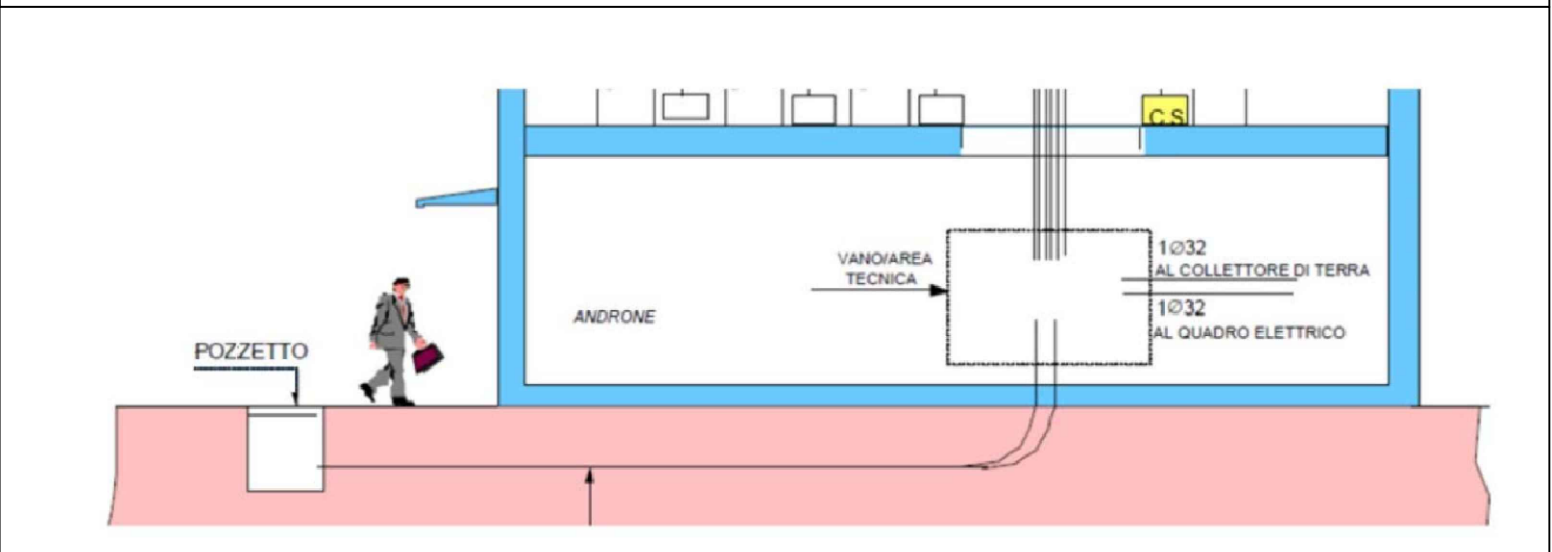 C.S
VANO/AREA
TECNICA
1∅32
AL COLLETTORE DI TERRA
1∅32
AL QUADRO ELETTRICO
ANDRONE
POZZETTO